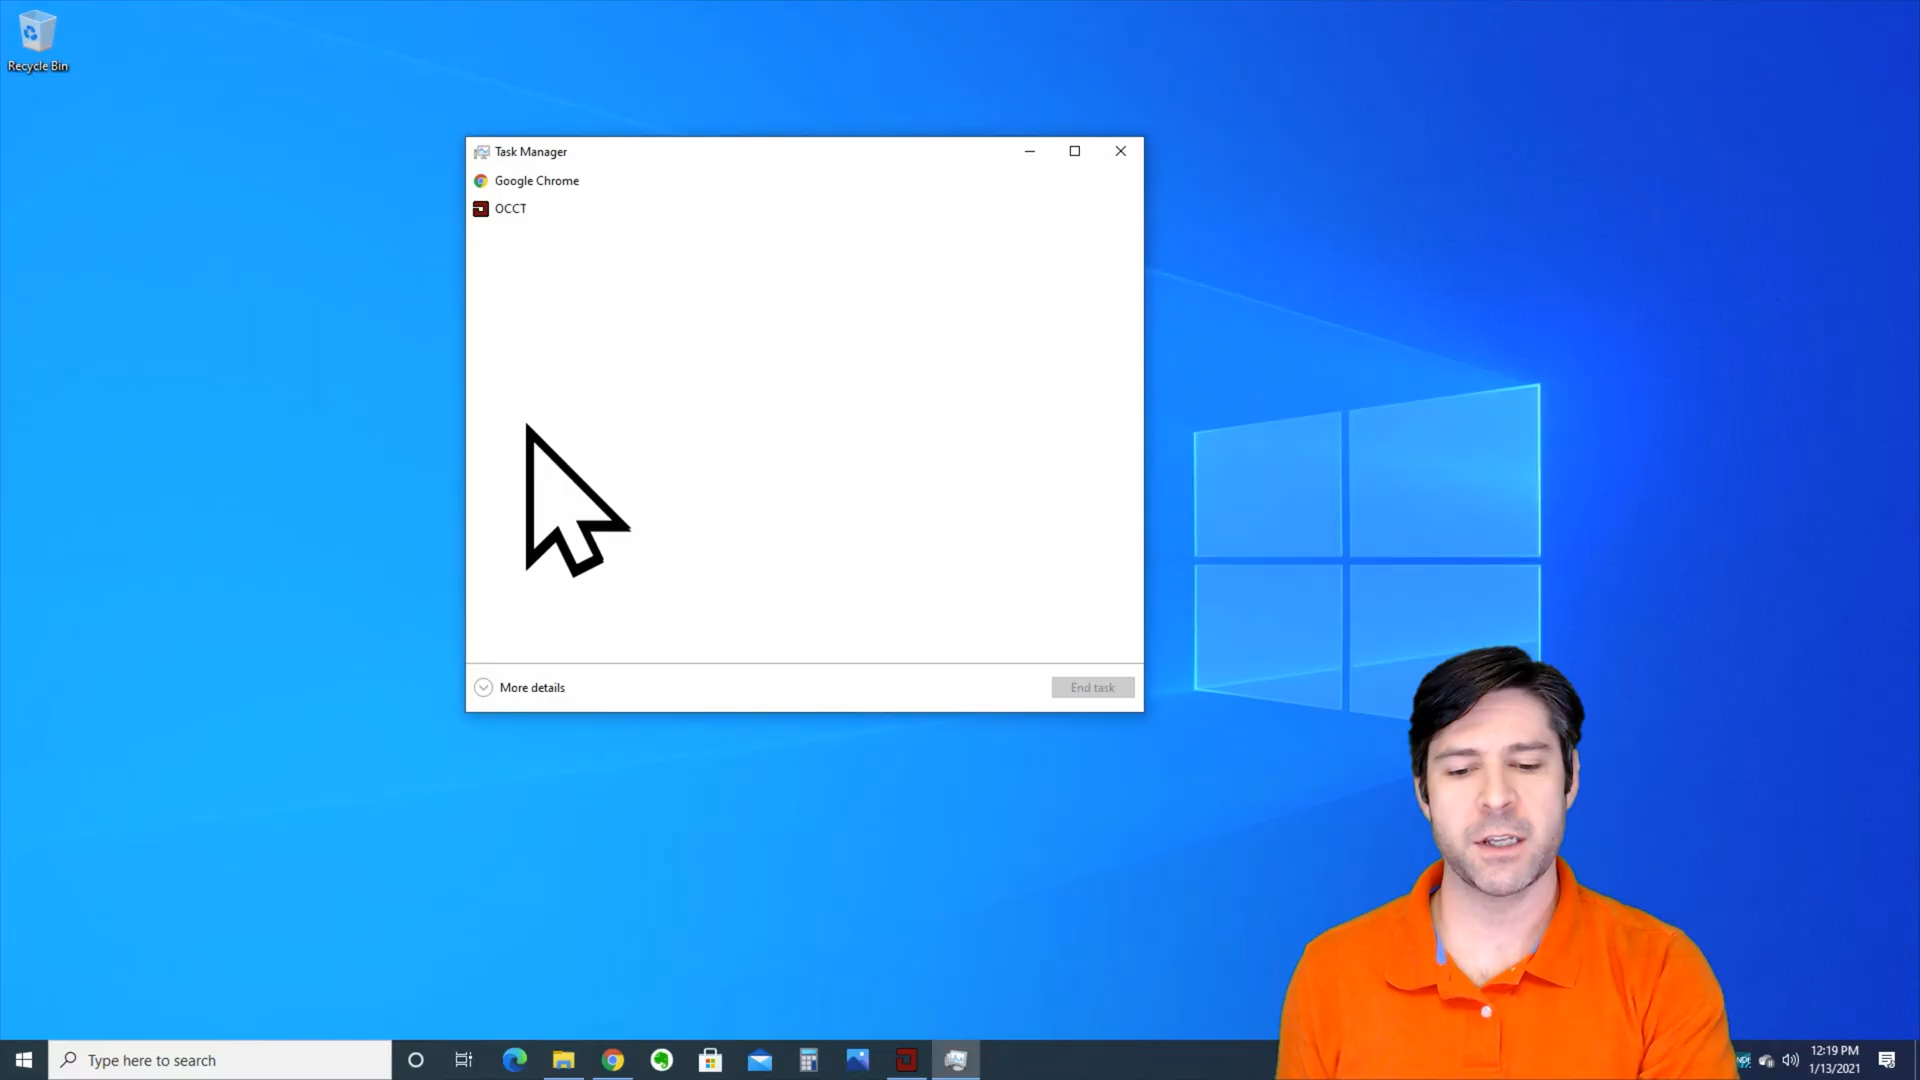 Recycle Bin
Task Manager
Google Chrome
OCCT
More details
End task
Type here to search
12:19 PM
1/13/2021